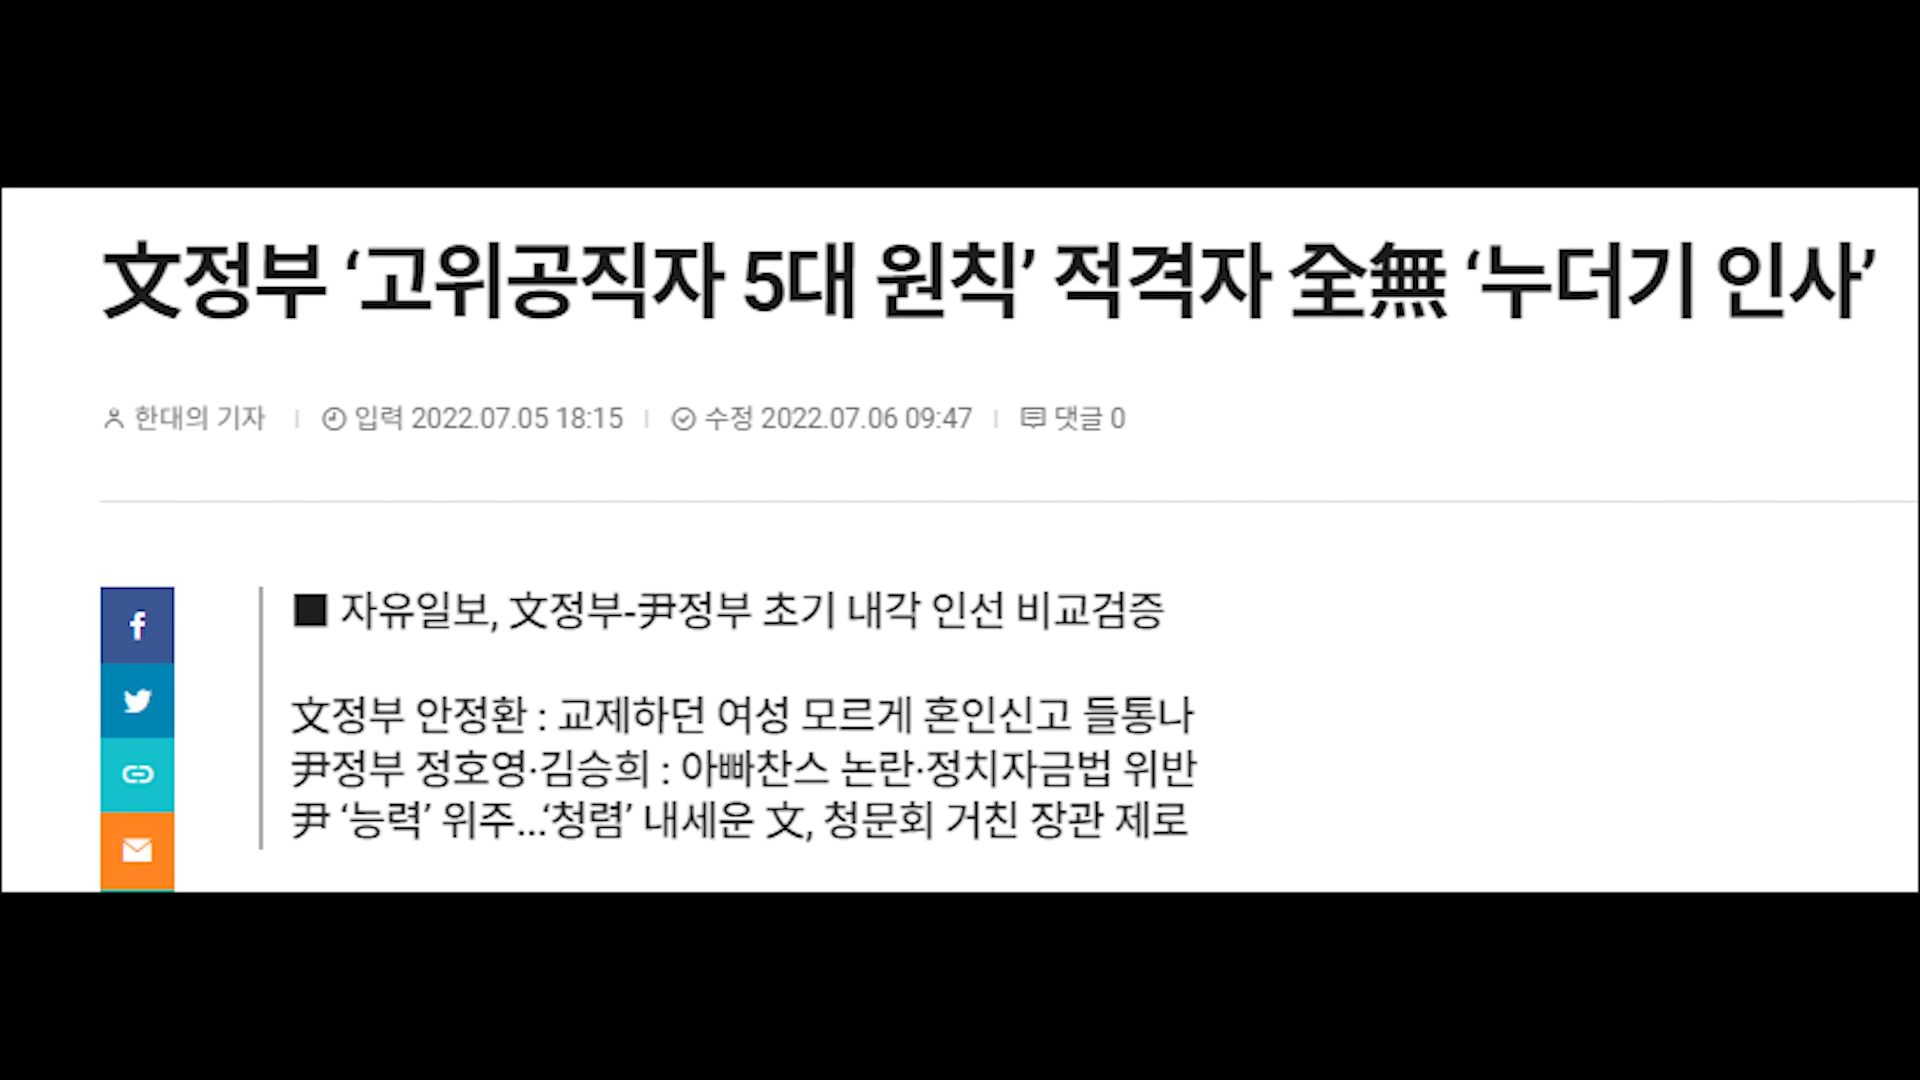 文정부 ‘고위공직자 5대 원칙’ 적격자 全無 ‘누더기 인사’
한대의 기자 | 입력 2022.07.05 18:15 | 수정 2022.07.06 09:47 | 댓글 0
■ 자유일보, 文정부-尹정부 초기 내각 인선 비교검증
文정부 안정환 : 교제하던 여성 모르게 혼인신고 들통나
尹정부 정호영·김승희 : 아빠찬스 논란·정치자금법 위반
尹 ‘능력’ 위주...‘청렴’ 내세운 文, 청문회 거친 장관 제로